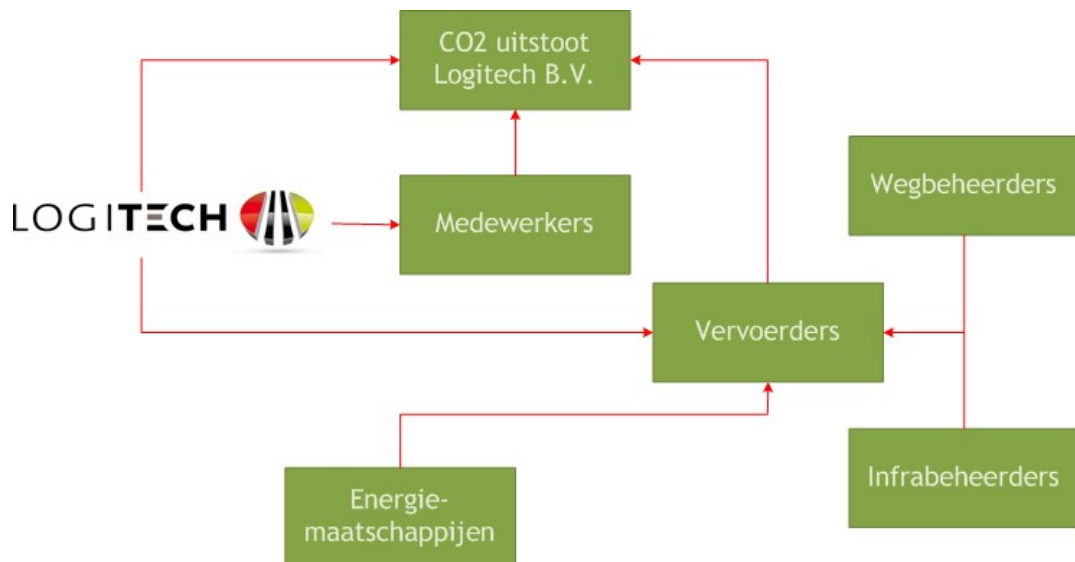 CO2 uitstoot
Logitech B.V.
Wegbeheerders
LOGITECH
Medewerkers
Vervoerders
Infrabeheerders
Energie-
maatschappijen